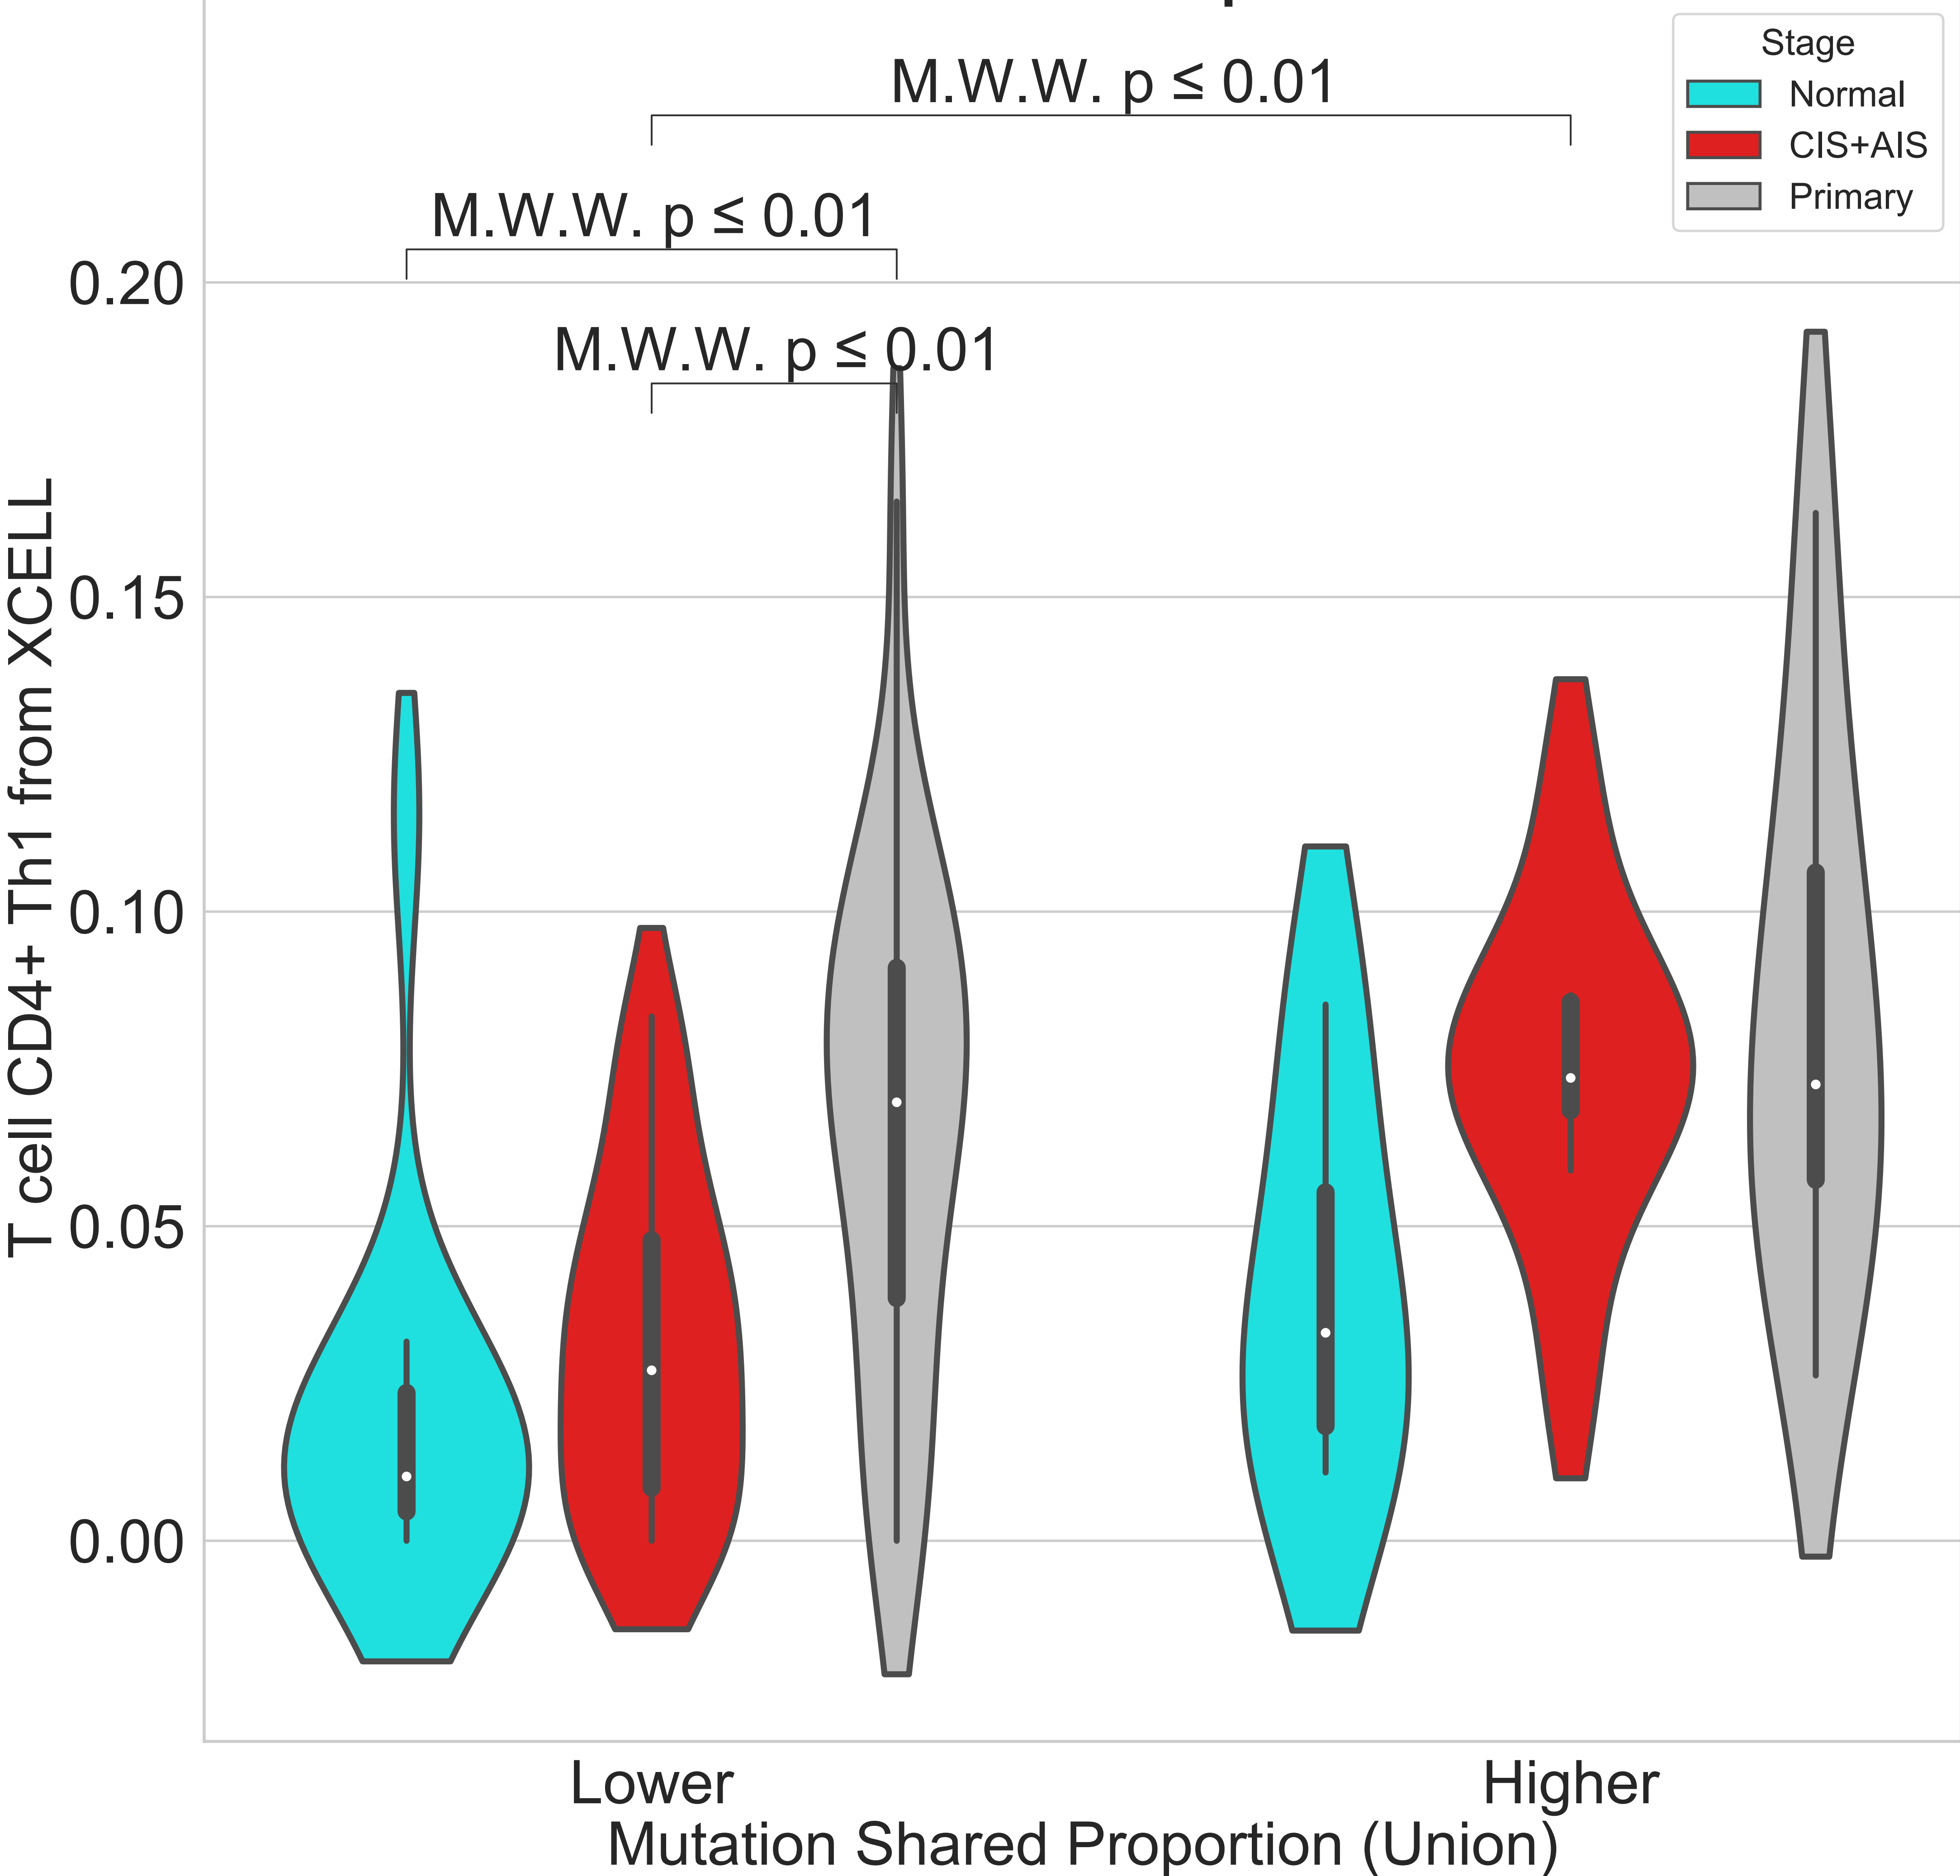 Stage
Normal
CIS+AIS
Primary
M.W.W. p ≤ 0.01
M.W.W. p ≤ 0.01
M.W.W. p ≤ 0.01
T cell CD4+ Th1 from XCELL
0.20
0.15
0.10
0.05
0.00
Lower
Higher
Mutation Shared Proportion (Union)